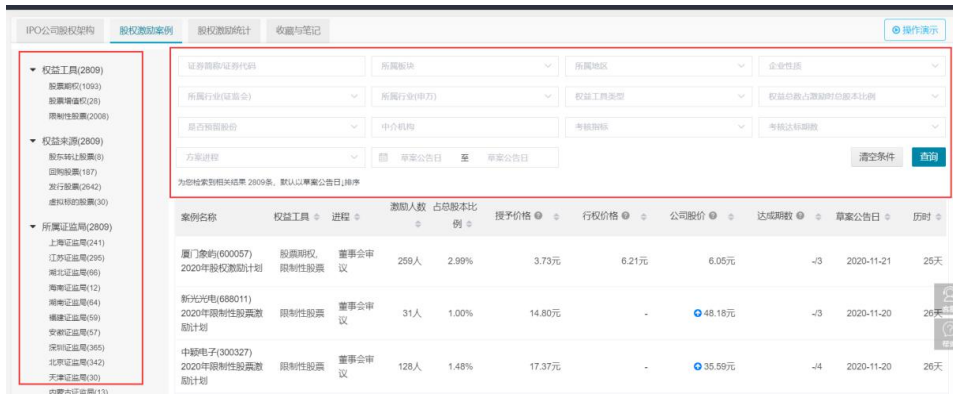 IPO公司股权架构 股权激励案例 股权激励统计 收藏与笔记 操作演示
权益工具(2809)
股票期权(1093)
股票增值权(28)
限制性股票(2008)
权益来源(2809)
股东转让股票(8)
回购股票(187)
发行股票(2642)
虚拟标的股票(30)
所属证监局(2809)
上海证监局(241)
江苏证监局(295)
湖北证监局(66)
海南证监局(12)
湖南证监局(64)
福建证监局(59)
安徽证监局(57)
深圳证监局(365)
北京证监局(342)
天津证监局(30)
内蒙古证监局(13)
证券简称/证券代码 所属板块 所属地区 企业性质
所属行业(证监会) 所属行业(申万) 权益工具类型 权益总数占激励时总股本比例
是否预留股份 中介机构 考核指标 考核达标期数
方案进程 草案公告日 至 草案公告日 清空条件 查询
为您检索到相关结果 2809条, 默认以草案公告日↓排序
案例名称 权益工具 进程 激励人数 占总股本比例 授予价格 行权价格 公司股价 达成期数 草案公告日 历时
厦门象屿(600057) 2020年股权激励计划 股票期权, 限制性股票 董事会审议 259人 2.99% 3.73元 6.21元 6.05元 -/3 2020-11-21 25天
新光光电(688011) 2020年限制性股票激励计划 限制性股票 董事会审议 31人 1.00% 14.80元 - 48.18元 -/3 2020-11-20 26天
中颖电子(300327) 2020年限制性股票激励计划 限制性股票 董事会审议 128人 1.48% 17.37元 - 35.59元 -/4 2020-11-20 26天